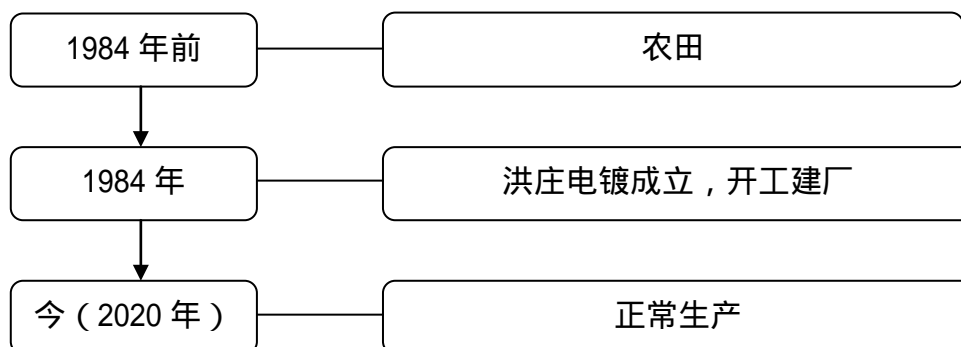 1984 年前
农田
1984 年
洪庄电镀成立，开工建厂
今（2020 年）
正常生产